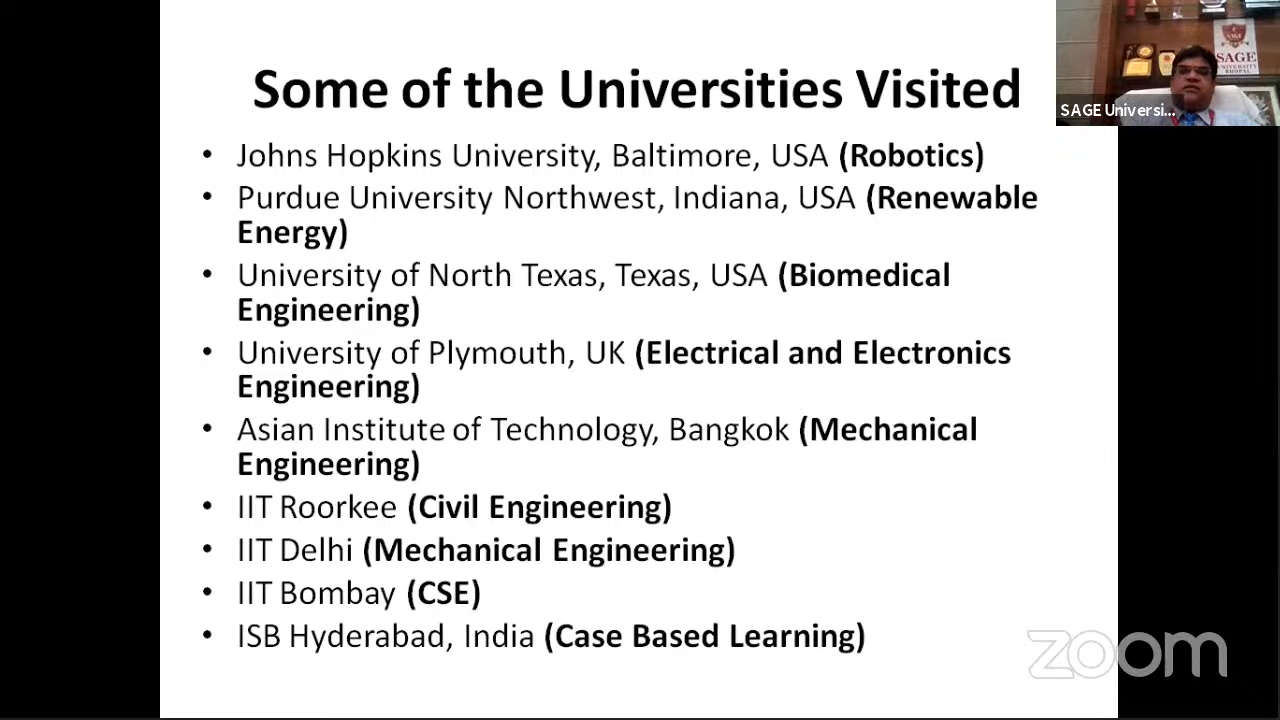 Some of the Universities Visited
• Johns Hopkins University, Baltimore, USA (Robotics)
• Purdue University Northwest, Indiana, USA (Renewable
Energy)
• University of North Texas, Texas, USA (Biomedical
Engineering)
• University of Plymouth, UK (Electrical and Electronics
Engineering)
• Asian Institute of Technology, Bangkok (Mechanical
Engineering)
• IIT Roorkee (Civil Engineering)
• IIT Delhi (Mechanical Engineering)
• IIT Bombay (CSE)
• ISB Hyderabad, India (Case Based Learning)
SAGE
UNIVERSITY
BHOPAL
SAGE Universi...
zoom